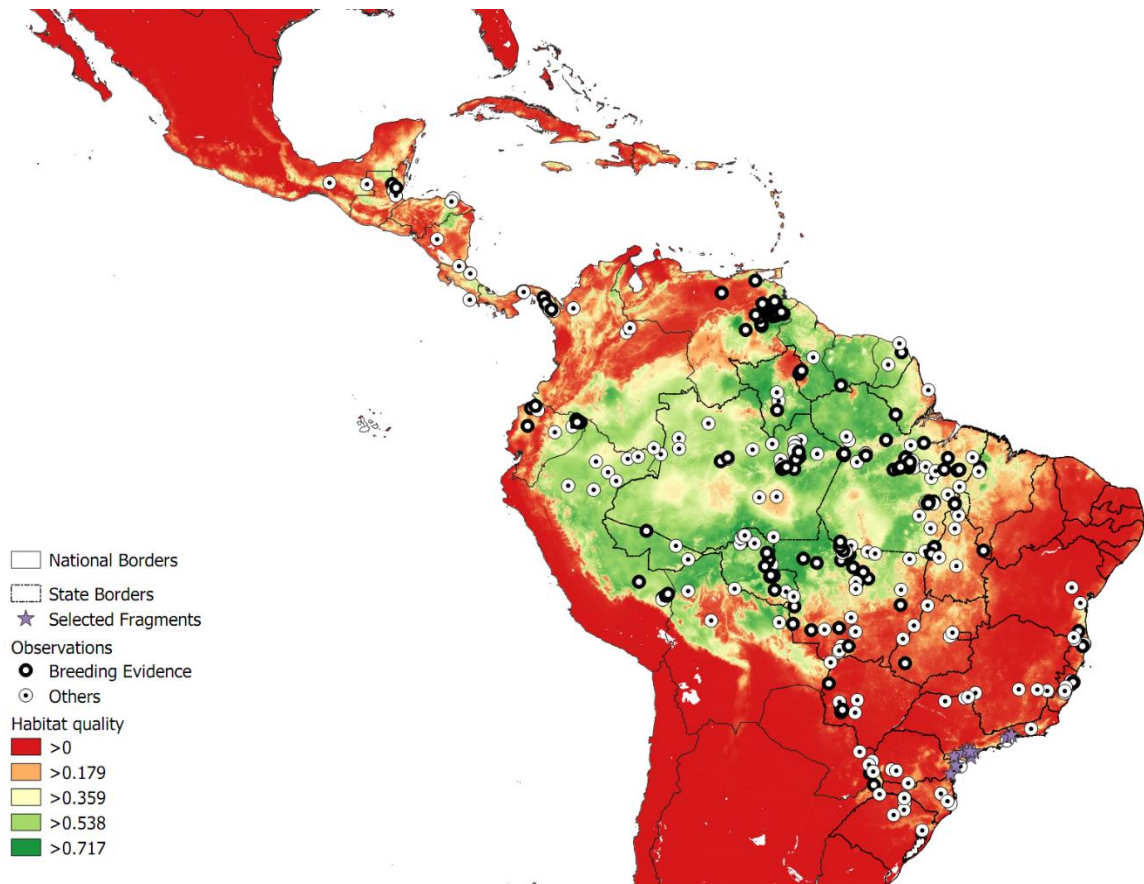 National Borders
State Borders
Selected Fragments
Observations
Breeding Evidence
Others
Habitat quality
>0
>0.179
>0.359
>0.538
>0.717